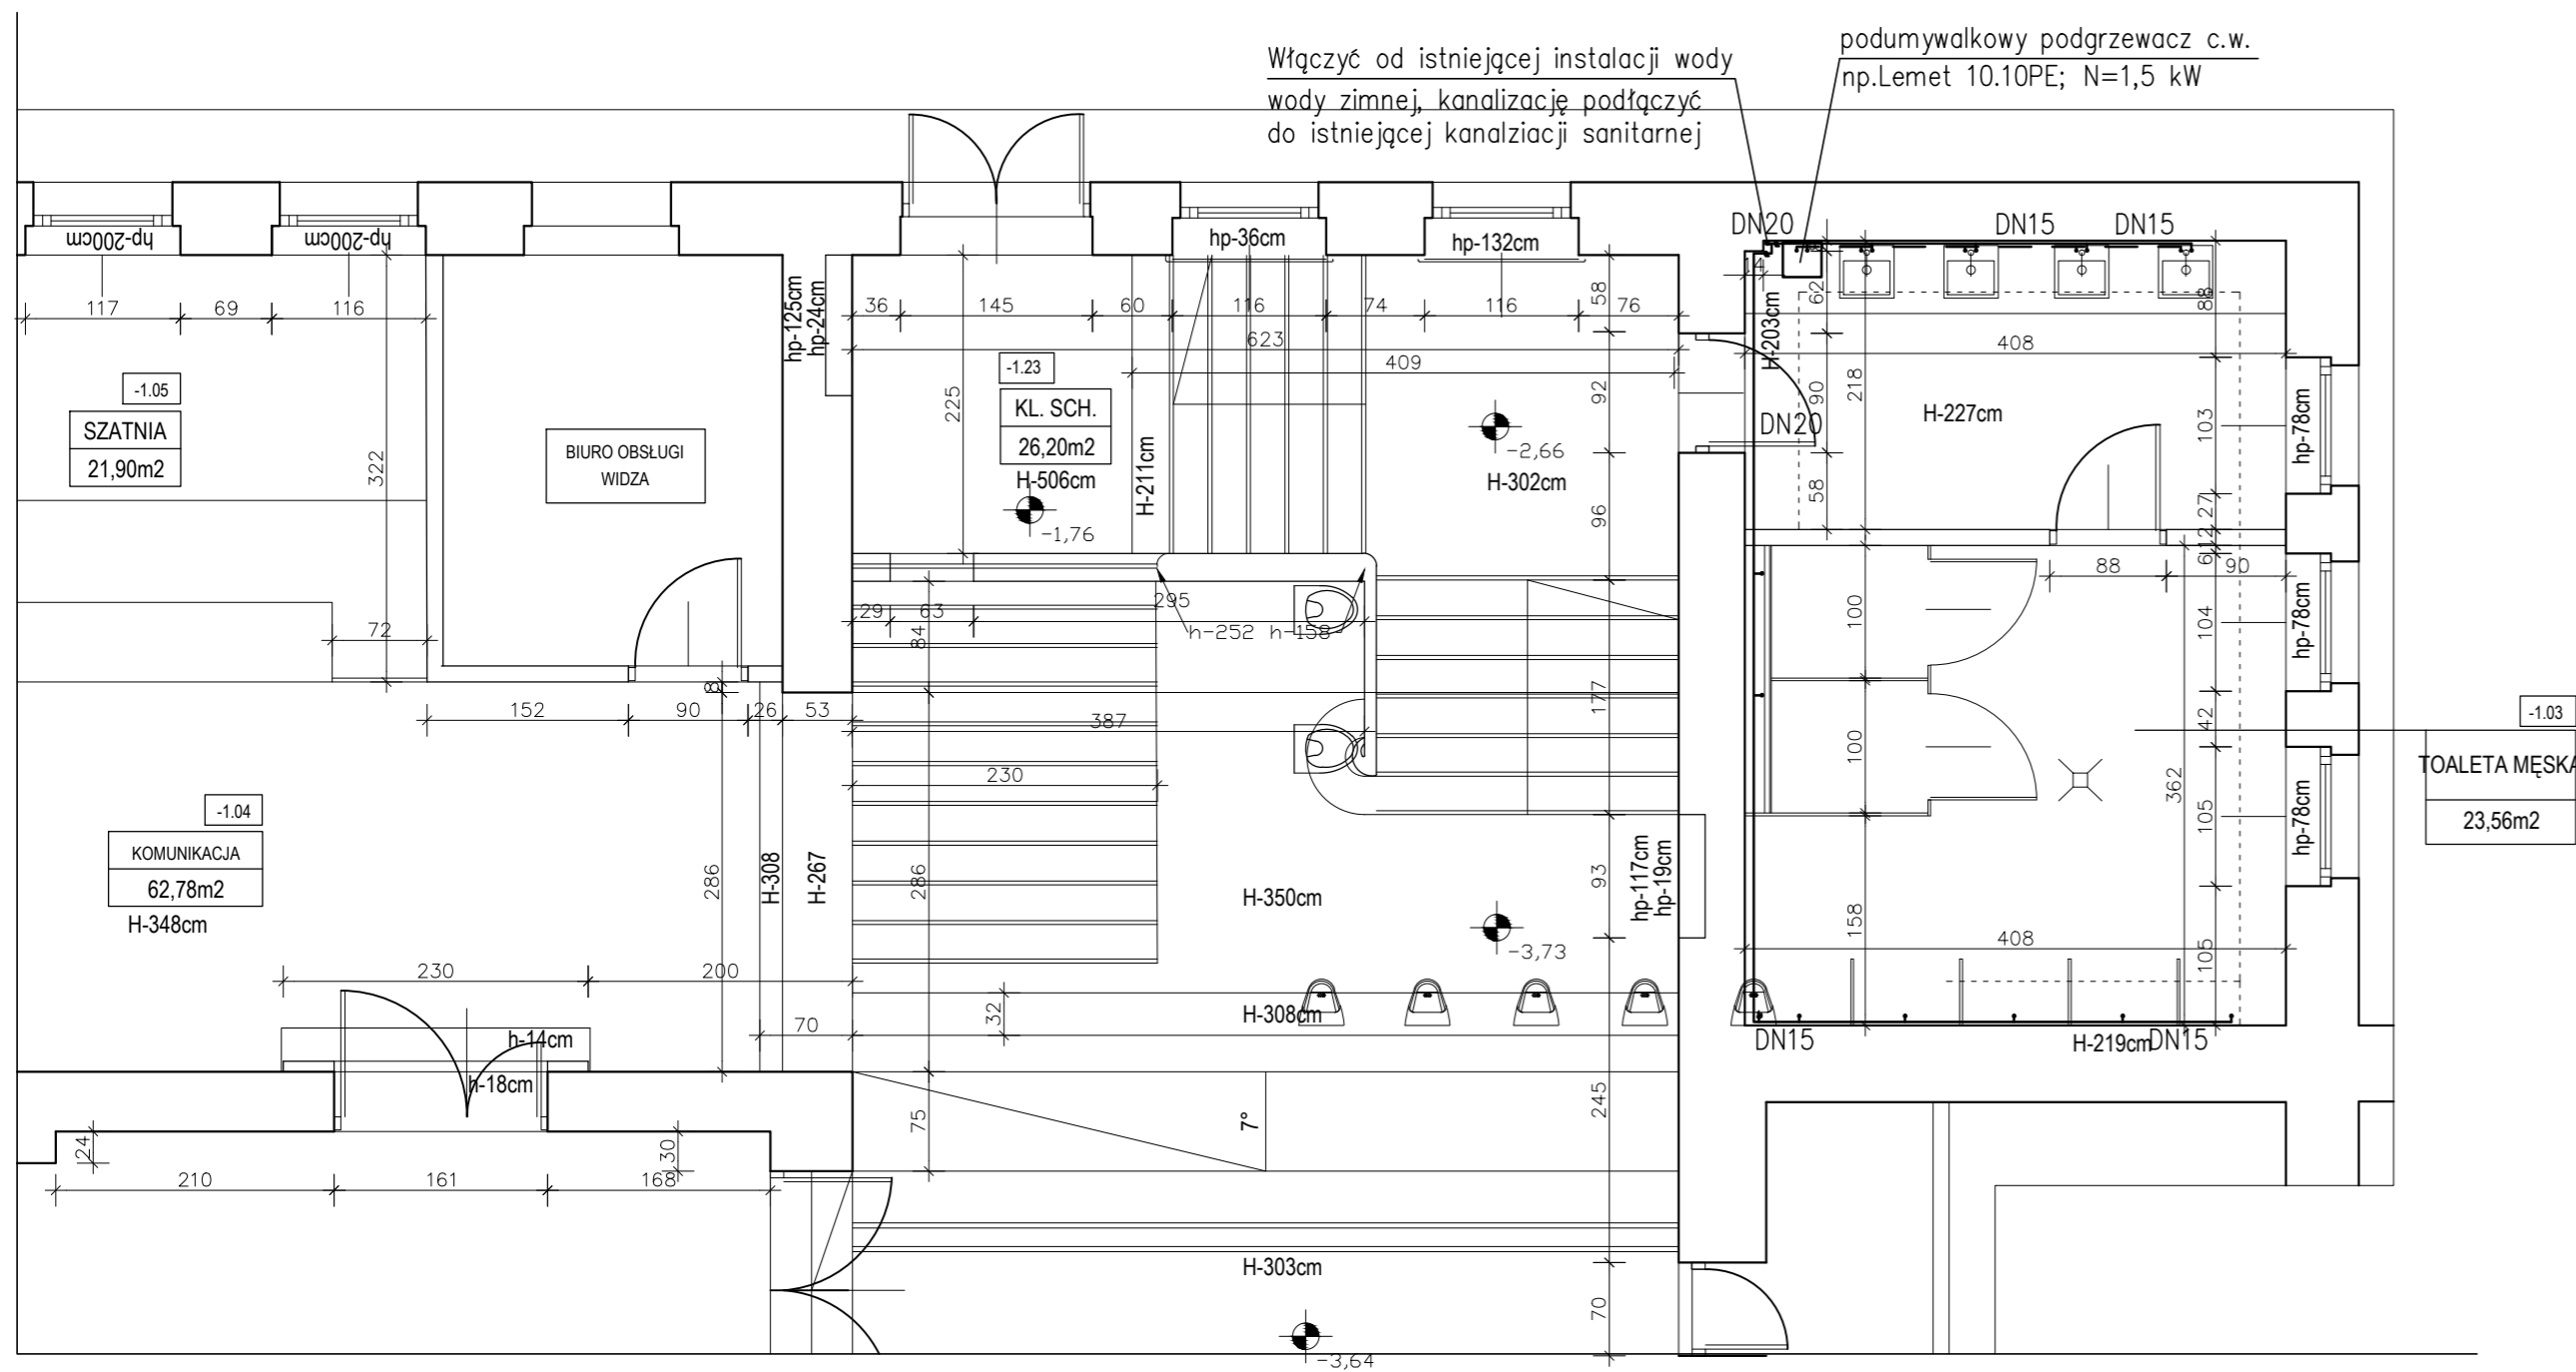 Włączyć od istniejącej instalacji wody
wody zimnej, kanalizację podłączyć
do istniejącej kanalziacji sanitarnej
podumywalkowy podgrzewacz c.w.
np.Lemet 10.10PE; N=1,5 kW
hp-200cm
hp-200cm
hp-36cm
hp-132cm
DN20
DN15
DN15
117
69
116
hp-125cm
hp-24cm
36
145
60
116
74
116
76
58
623
409
62
H-203cm
88
408
-1.05
SZATNIA
21,90m2
322
BIURO OBSŁUGI
WIDZA
225
-1.23
KL. SCH.
26,20m2
H-506cm
-1,76
H-211cm
-2,66
H-302cm
92
96
90
218
DN20
58
H-227cm
103
27
12
6
hp-78cm
88
90
72
29
63
295
84
h-252
h-158
177
100
104
hp-78cm
8
152
90
26
53
387
230
100
42
362
105
hp-78cm
-1.03
TOALETA MĘSKA
23,56m2
-1.04
KOMUNIKACJA
62,78m2
H-348cm
286
H-308
H-267
286
H-350cm
-3,73
hp-117cm
hp-19cm
93
158
408
105
230
200
70
32
H-308cm
h-14cm
h-18cm
DN15
H-219cm
DN15
24
30
75
7°
245
210
161
168
H-303cm
70
-3,64